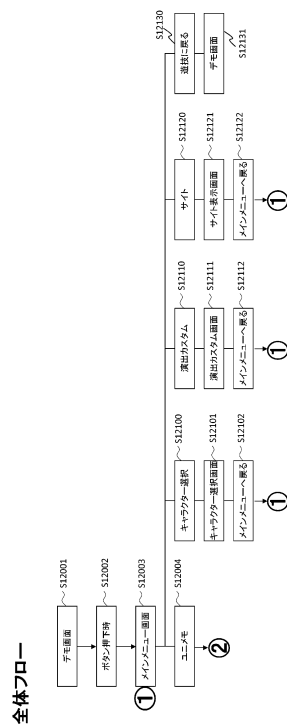 全体フロー
デモ画面
S12001
ボタン押下時
S12002
①
メインメニュー画面
S12003
ユニメモ
S12004
②
キャラクター選択
S12100
キャラクター選択画面
S12101
メインメニューへ戻る
S12102
①
演出カスタム
S12110
演出カスタム画面
S12111
メインメニューへ戻る
S12112
①
サイト
S12120
サイト表示画面
S12121
メインメニューへ戻る
S12122
①
遊技に戻る
S12130
デモ画面
S12131